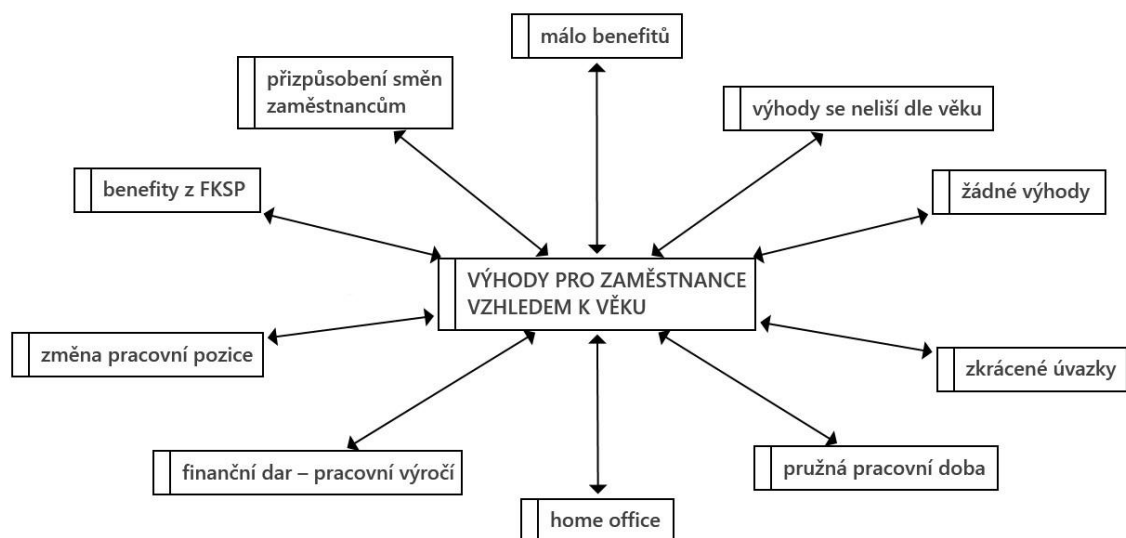 málo benefitů
přizpůsobení směn
zaměstnancům
výhody se neliší dle věku
benefity z FKSP
žádné výhody
VÝHODY PRO ZAMĚSTNANCE
VZHLEDEM K VĚKU
změna pracovní pozice
zkrácené úvazky
finanční dar – pracovní výročí
pružná pracovní doba
home office